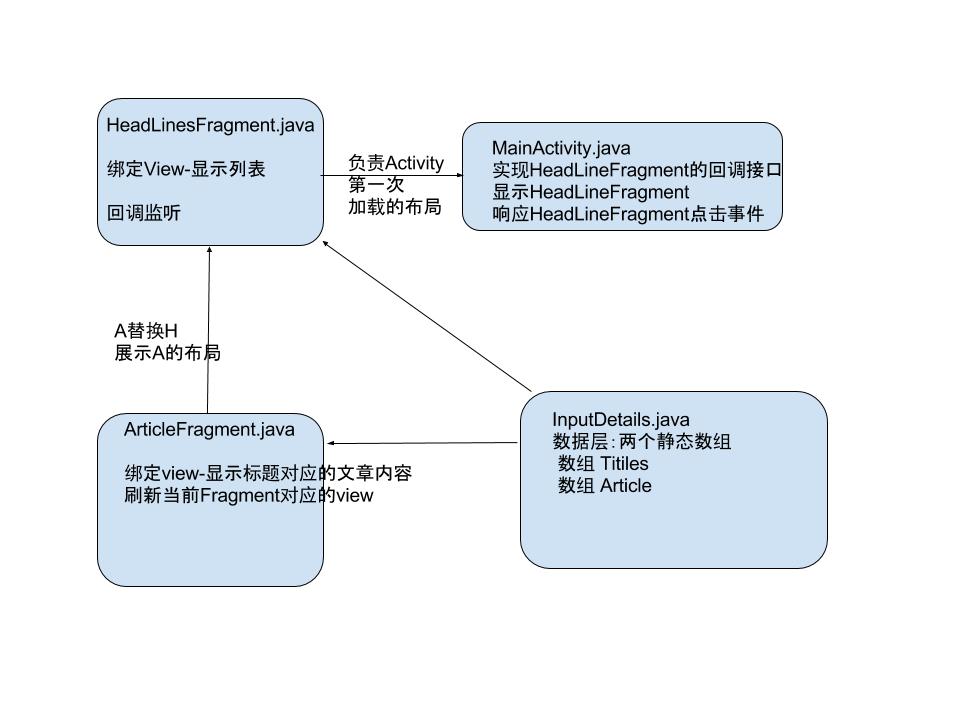 HeadLinesFragment.java
绑定View-显示列表
回调监听
负责Activity
第一次
加载的布局
MainActivity.java
实现HeadLineFragment的回调接口
显示HeadLineFragment
响应HeadLineFragment点击事件
A替换H
展示A的布局
ArticleFragment.java
绑定view-显示标题对应的文章内容
刷新当前Fragment对应的view
InputDetails.java
数据层：两个静态数组
数组 Titiles
数组 Article